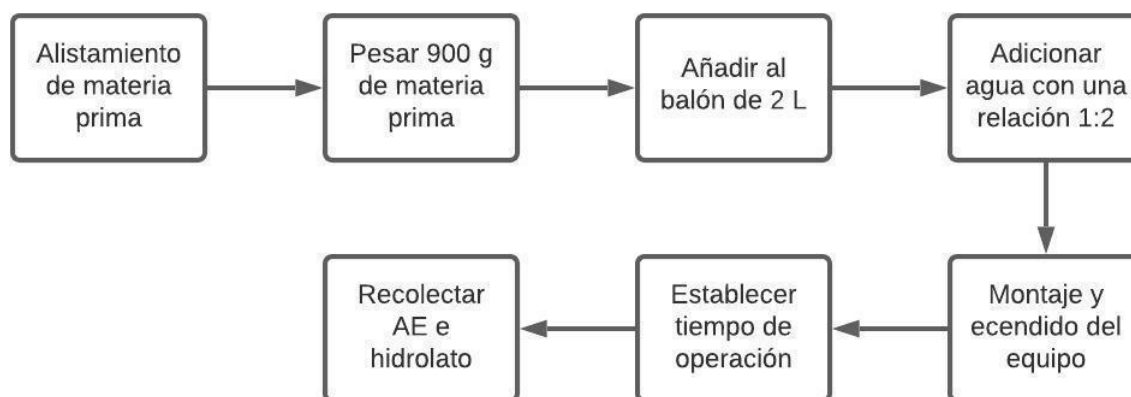 Alistamiento
de materia
prima
Pesar 900 g
de materia
prima
Añadir al
balón de 2 L
Adicionar
agua con una
relación 1:2
Montaje y
ecendido del
equipo
Establecer
tiempo de
operación
Recolectar
AE e
hidrolato